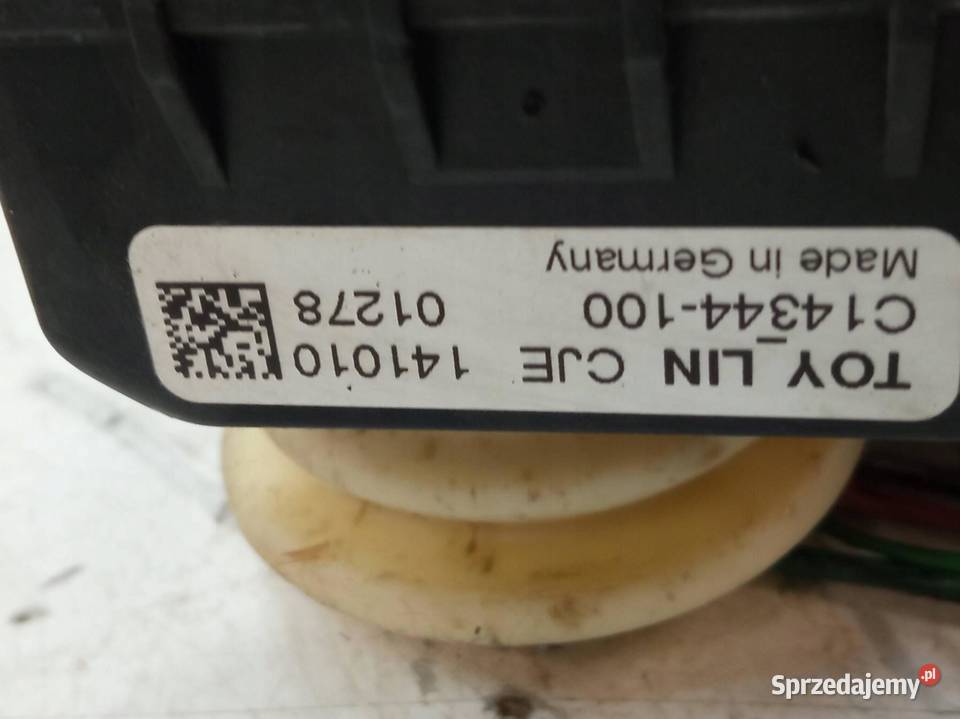 TOY_LIN CJE 141010
C14344-100 01278
Made in Germany
Sprzedajemy.pl